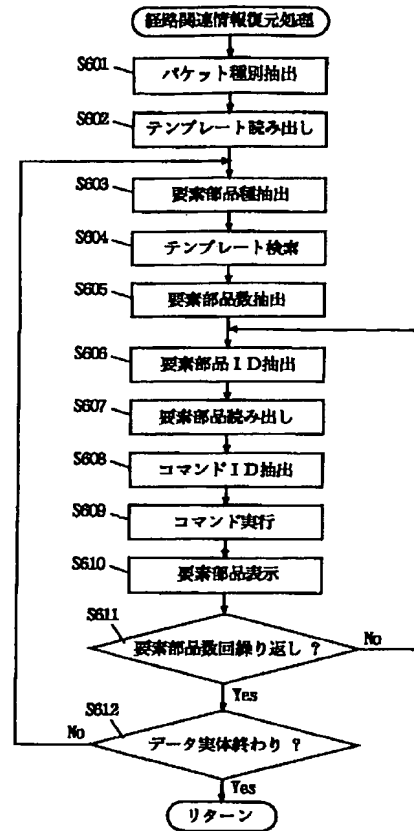 経路関連情報復元処理
S601
パケット種別抽出
S602
テンプレート読み出し
S603
要素部品種抽出
S604
テンプレート検索
S605
要素部品数抽出
S606
要素部品ID抽出
S607
要素部品読み出し
S608
コマンドID抽出
S609
コマンド実行
S610
要素部品表示
S611
要素部品数回繰り返し ?
No
Yes
S612
No
データ実体終わり ?
Yes
リターン